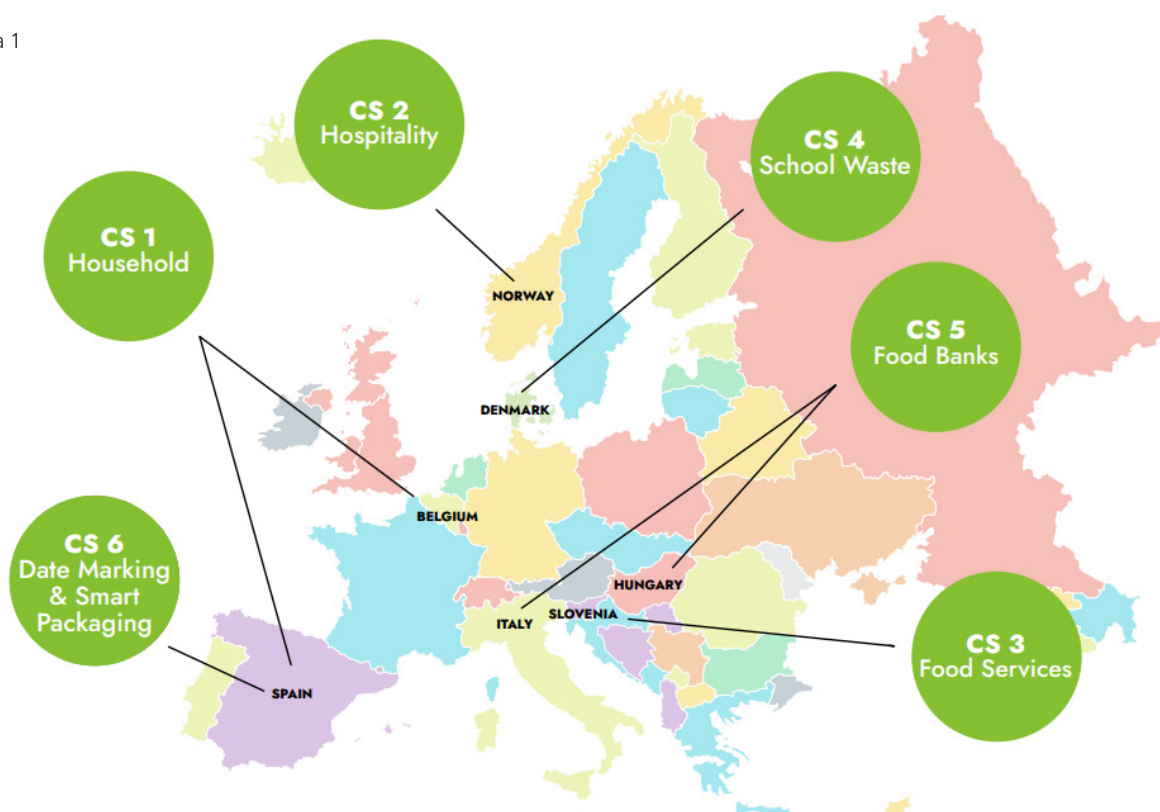 a 1
CS 2
Hospitality
CS 4
School Waste
CS 1
Household
CS 5
Food Banks
NORWAY
DENMARK
BELGIUM
CS 6
Date Marking
& Smart
Packaging
HUNGARY
SLOVENIA
ITALY
CS 3
Food Services
SPAIN